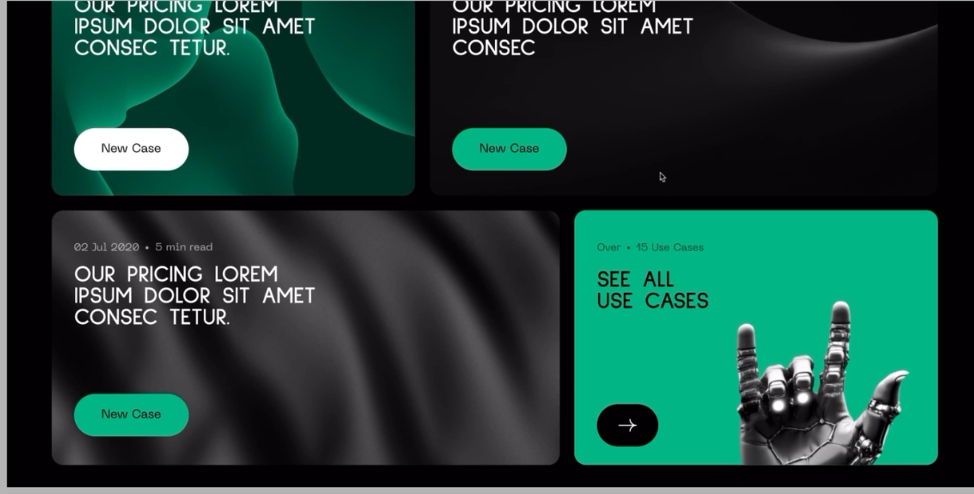 OUR PRICING LOREM
IPSUM DOLOR SIT AMET
CONSEC TETUR.
New Case
OUR PRICING LOREM
IPSUM DOLOR SIT AMET
CONSEC
New Case
02 Jul 2020 • 5 min read
OUR PRICING LOREM
IPSUM DOLOR SIT AMET
CONSEC TETUR.
New Case
Over • 15 Use Cases
SEE ALL
USE CASES